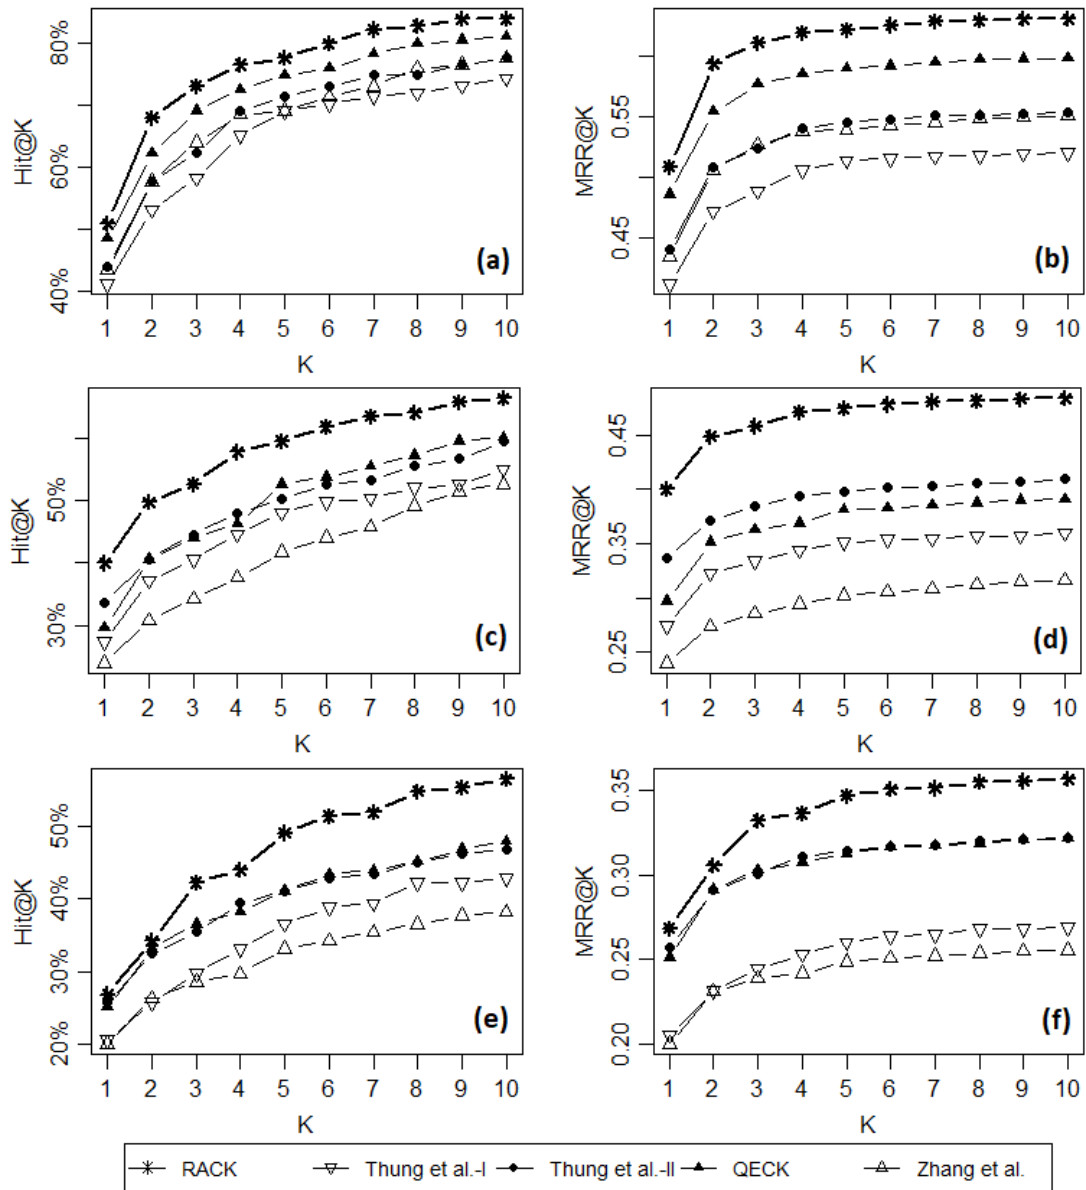 80%
60%
40%
Hit@K
(a)
1 2 3 4 5 6 7 8 9 10
K
0.55
0.45
MRR@K
(b)
1 2 3 4 5 6 7 8 9 10
K
50%
30%
Hit@K
(c)
1 2 3 4 5 6 7 8 9 10
K
0.45
0.35
0.25
MRR@K
(d)
1 2 3 4 5 6 7 8 9 10
K
50%
40%
30%
20%
Hit@K
(e)
1 2 3 4 5 6 7 8 9 10
K
0.35
0.30
0.25
0.20
MRR@K
(f)
1 2 3 4 5 6 7 8 9 10
K
RACK Thung et al.-I Thung et al.-II QECK Zhang et al.